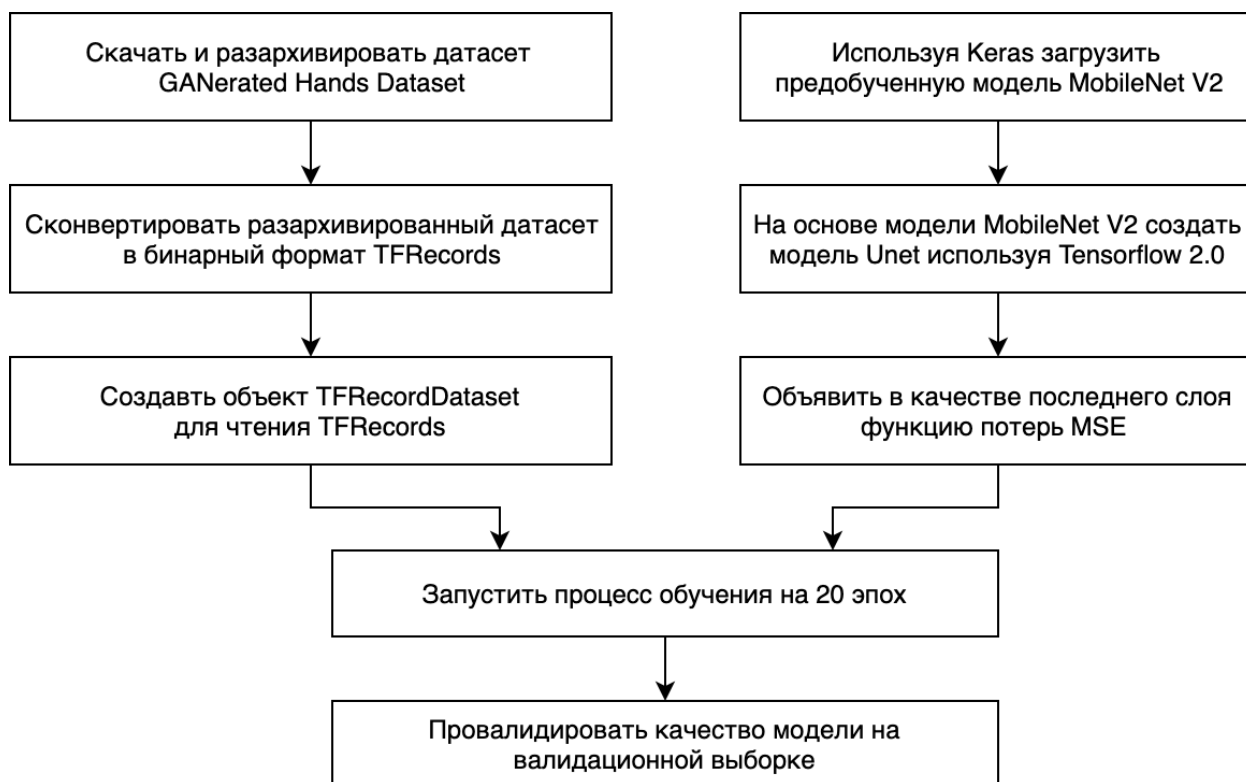 Скачать и разархивировать датасет
GANerated Hands Dataset
Используя Keras загрузить
предобученную модель MobileNet V2
Сконвертировать разархивированный датасет
в бинарный формат TFRecords
На основе модели MobileNet V2 создать
модель Unet используя Tensorflow 2.0
Создавть объект TFRecordDataset
для чтения TFRecords
Объявить в качестве последнего слоя
функцию потерь MSE
Запустить процесс обучения на 20 эпох
Провалидировать качество модели на
валидационной выборке